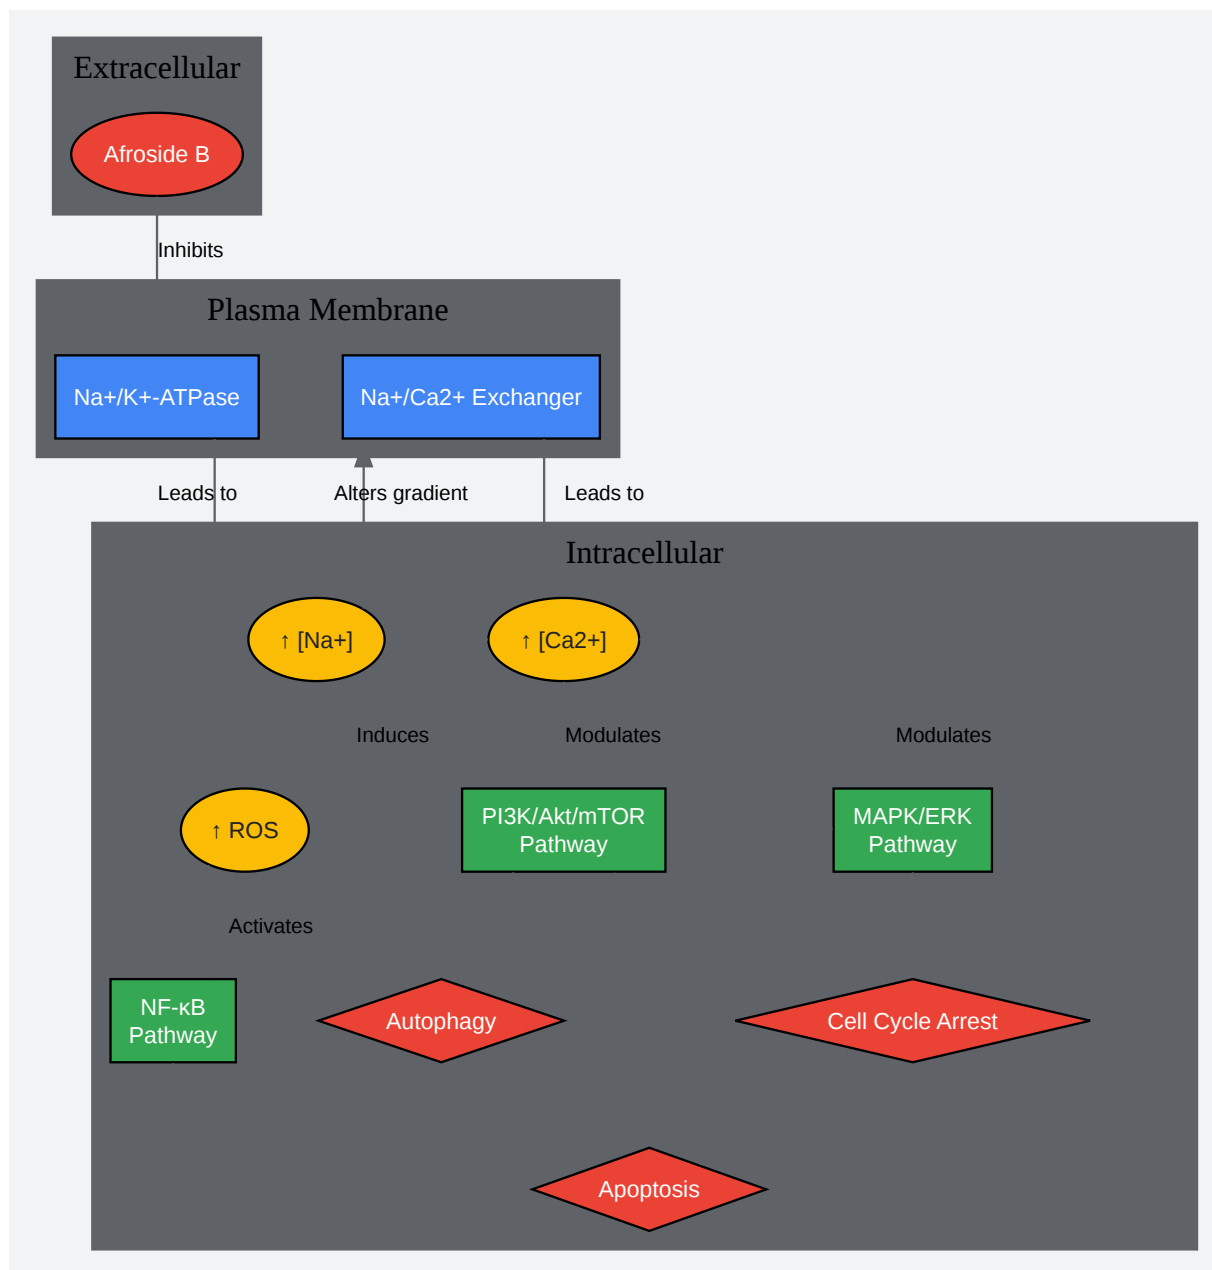 Extracellular
Afroside B
Inhibits
Plasma Membrane
Na+/K+-ATPase
Na+/Ca2+ Exchanger
Leads to
Alters gradient
Leads to
Intracellular
↑ [Na+]
↑ [Ca2+]
Induces
Modulates
Modulates
↑ ROS
PI3K/Akt/mTOR
Pathway
MAPK/ERK
Pathway
Activates
NF-κB
Pathway
Autophagy
Cell Cycle Arrest
Apoptosis